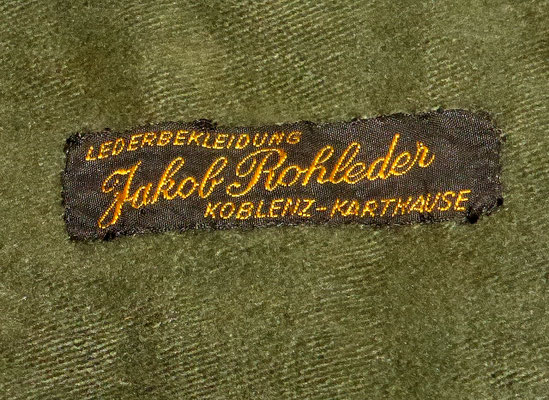 LEDERBEKLEIDUNG
Jakob Rohleder
KOBLENZ-KARTHAUSE